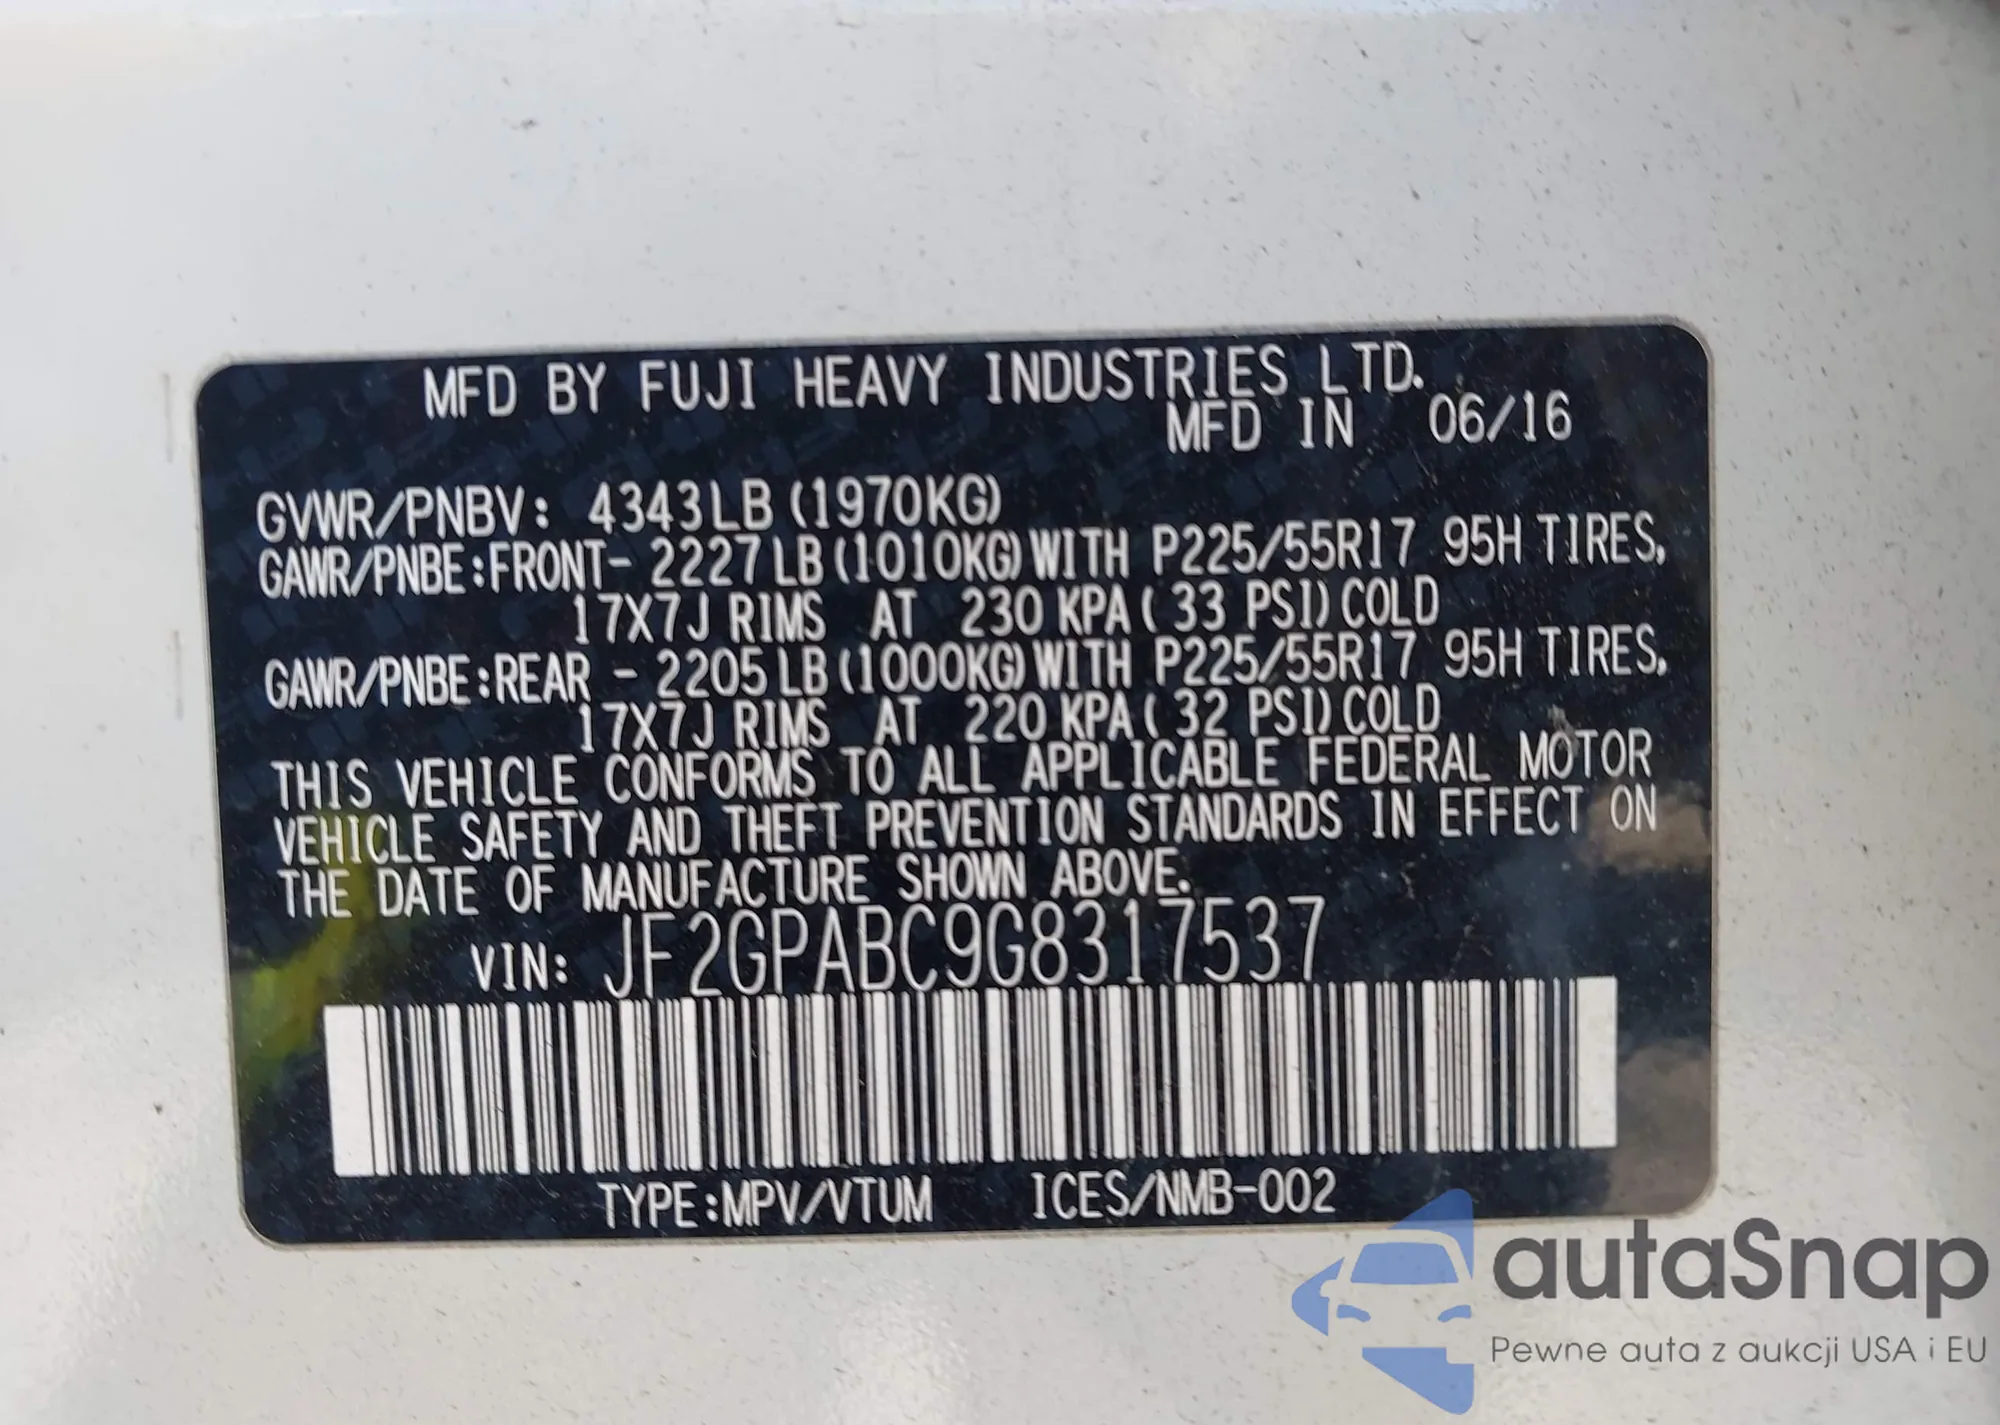 MFD BY FUJI HEAVY INDUSTRIES LTD.
MFD IN 06/16
GVWR/PNBV: 4343LB (1970KG)
GAWR/PNBE:FRONT- 2227LB (1010KG) WITH P225/55R17 95H TIRES,
17X7J RIMS AT 230 KPA ( 33 PSI) COLD
GAWR/PNBE:REAR - 2205LB (1000KG) WITH P225/55R17 95H TIRES,
17X7J RIMS AT 220 KPA ( 32 PSI) COLD
THIS VEHICLE CONFORMS TO ALL APPLICABLE FEDERAL MOTOR
VEHICLE SAFETY AND THEFT PREVENTION STANDARDS IN EFFECT ON
THE DATE OF MANUFACTURE SHOWN ABOVE.
VIN: JF2GPABC9G8317537
TYPE:MPV/VTUM ICES/NMB-002
autaSnap
Pewne auta z aukcji USA i EU